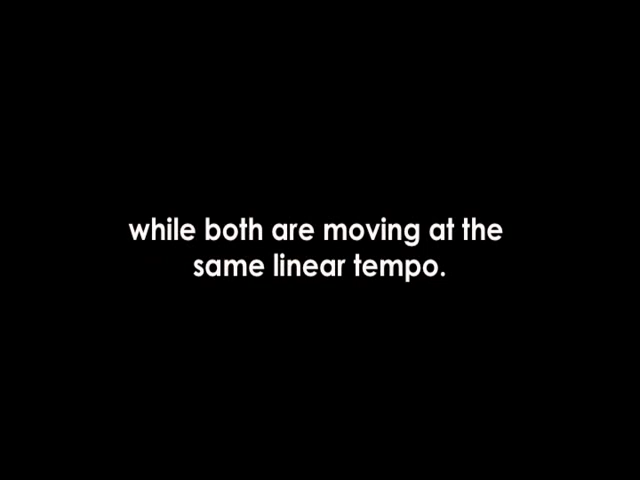 while both are moving at the
same linear tempo.